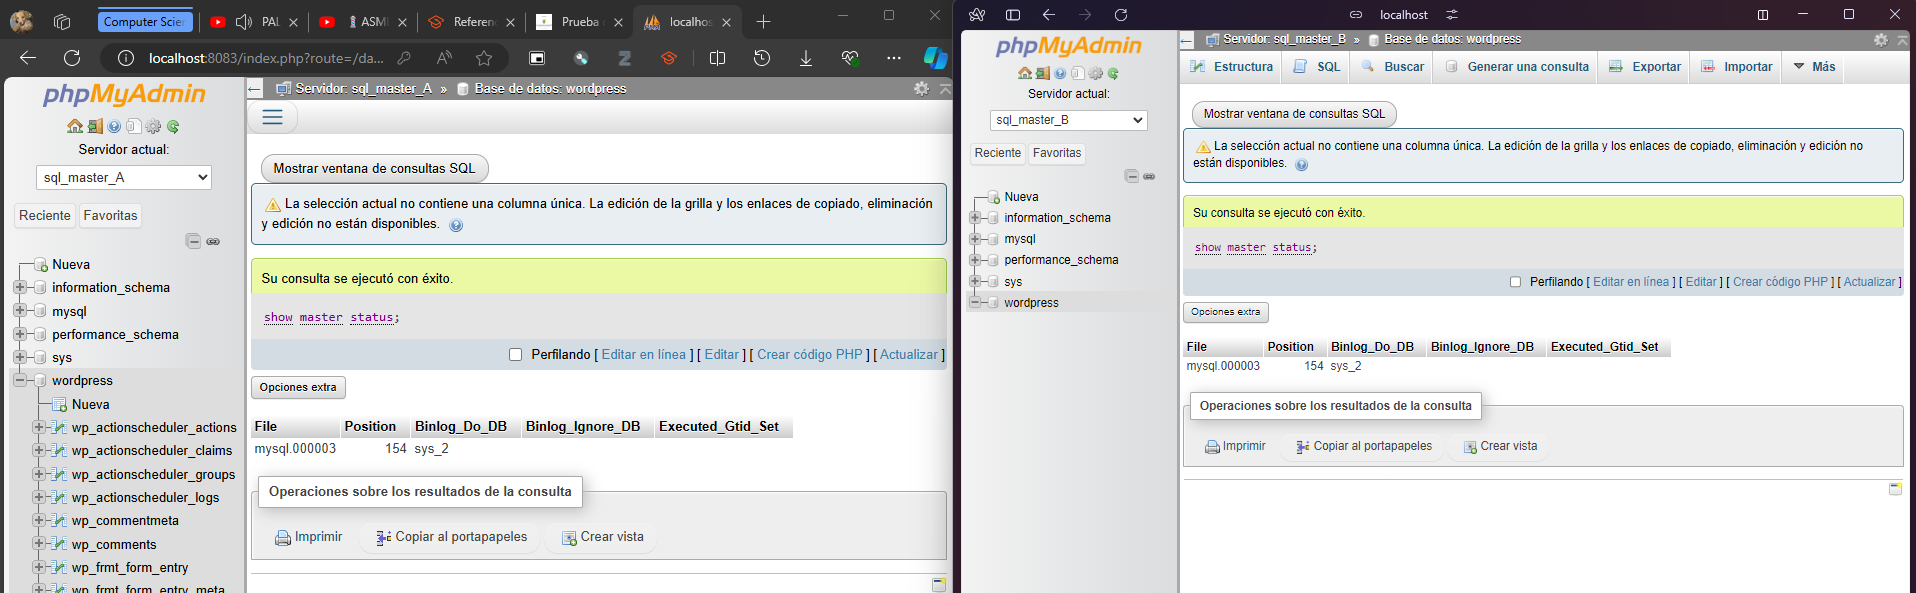 Computer Scien
PAL
ASMI
Referen
Prueba
localhos
localhost:8083/index.php?route=/da...
phpMyAdmin
Servidor actual:
sql_master_A
Reciente
Favoritas
Nueva
information_schema
mysql
performance_schema
sys
wordpress
Nueva
wp_actionscheduler_actions
wp_actionscheduler_claims
wp_actionscheduler_groups
wp_actionscheduler_logs
wp_commentmeta
wp_comments
wp_frmt_form_entry
wp_frmt_form_entry_meta
Servidor: sql_master_A » Base de datos: wordpress
Mostrar ventana de consultas SQL
La selección actual no contiene una columna única. La edición de la grilla y los enlaces de copiado, eliminación
y edición no están disponibles.
Su consulta se ejecutó con éxito.
show master status;
Perfilando [ Editar en línea ] [ Editar ] [ Crear código PHP ] [ Actualizar ]
Opciones extra
File Position Binlog_Do_DB Binlog_Ignore_DB Executed_Gtid_Set
mysql.000003 154 sys_2
Operaciones sobre los resultados de la consulta
Imprimir
Copiar al portapapeles
Crear vista
localhost
phpMyAdmin
Servidor actual:
sql_master_B
Reciente
Favoritas
Nueva
information_schema
mysql
performance_schema
sys
wordpress
Servidor: sql_master_B » Base de datos: wordpress
Estructura
SQL
Buscar
Generar una consulta
Exportar
Importar
Más
Mostrar ventana de consultas SQL
La selección actual no contiene una columna única. La edición de la grilla y los enlaces de copiado, eliminación y edición no
están disponibles.
Su consulta se ejecutó con éxito.
show master status;
Perfilando [ Editar en línea ] [ Editar ] [ Crear código PHP ] [ Actualizar ]
Opciones extra
File Position Binlog_Do_DB Binlog_Ignore_DB Executed_Gtid_Set
mysql.000003 154 sys_2
Operaciones sobre los resultados de la consulta
Imprimir
Copiar al portapapeles
Crear vista